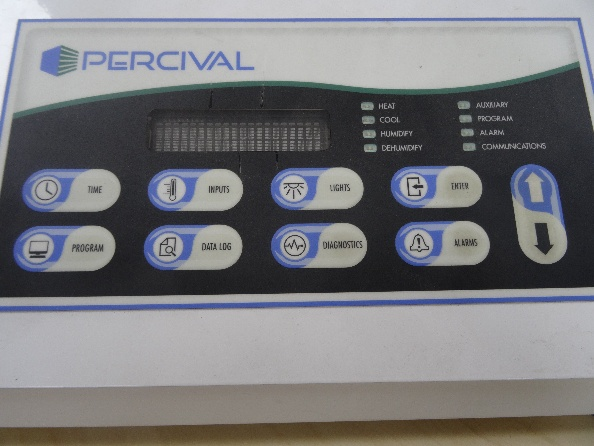 PERCIVAL
HEAT
COOL
HUMIDIFY
DEHUMIDIFY
AUXILIARY
PROGRAM
ALARM
COMMUNICATIONS
TIME
INPUTS
LIGHTS
ENTER
PROGRAM
DATA LOG
DIAGNOSTICS
ALARMS